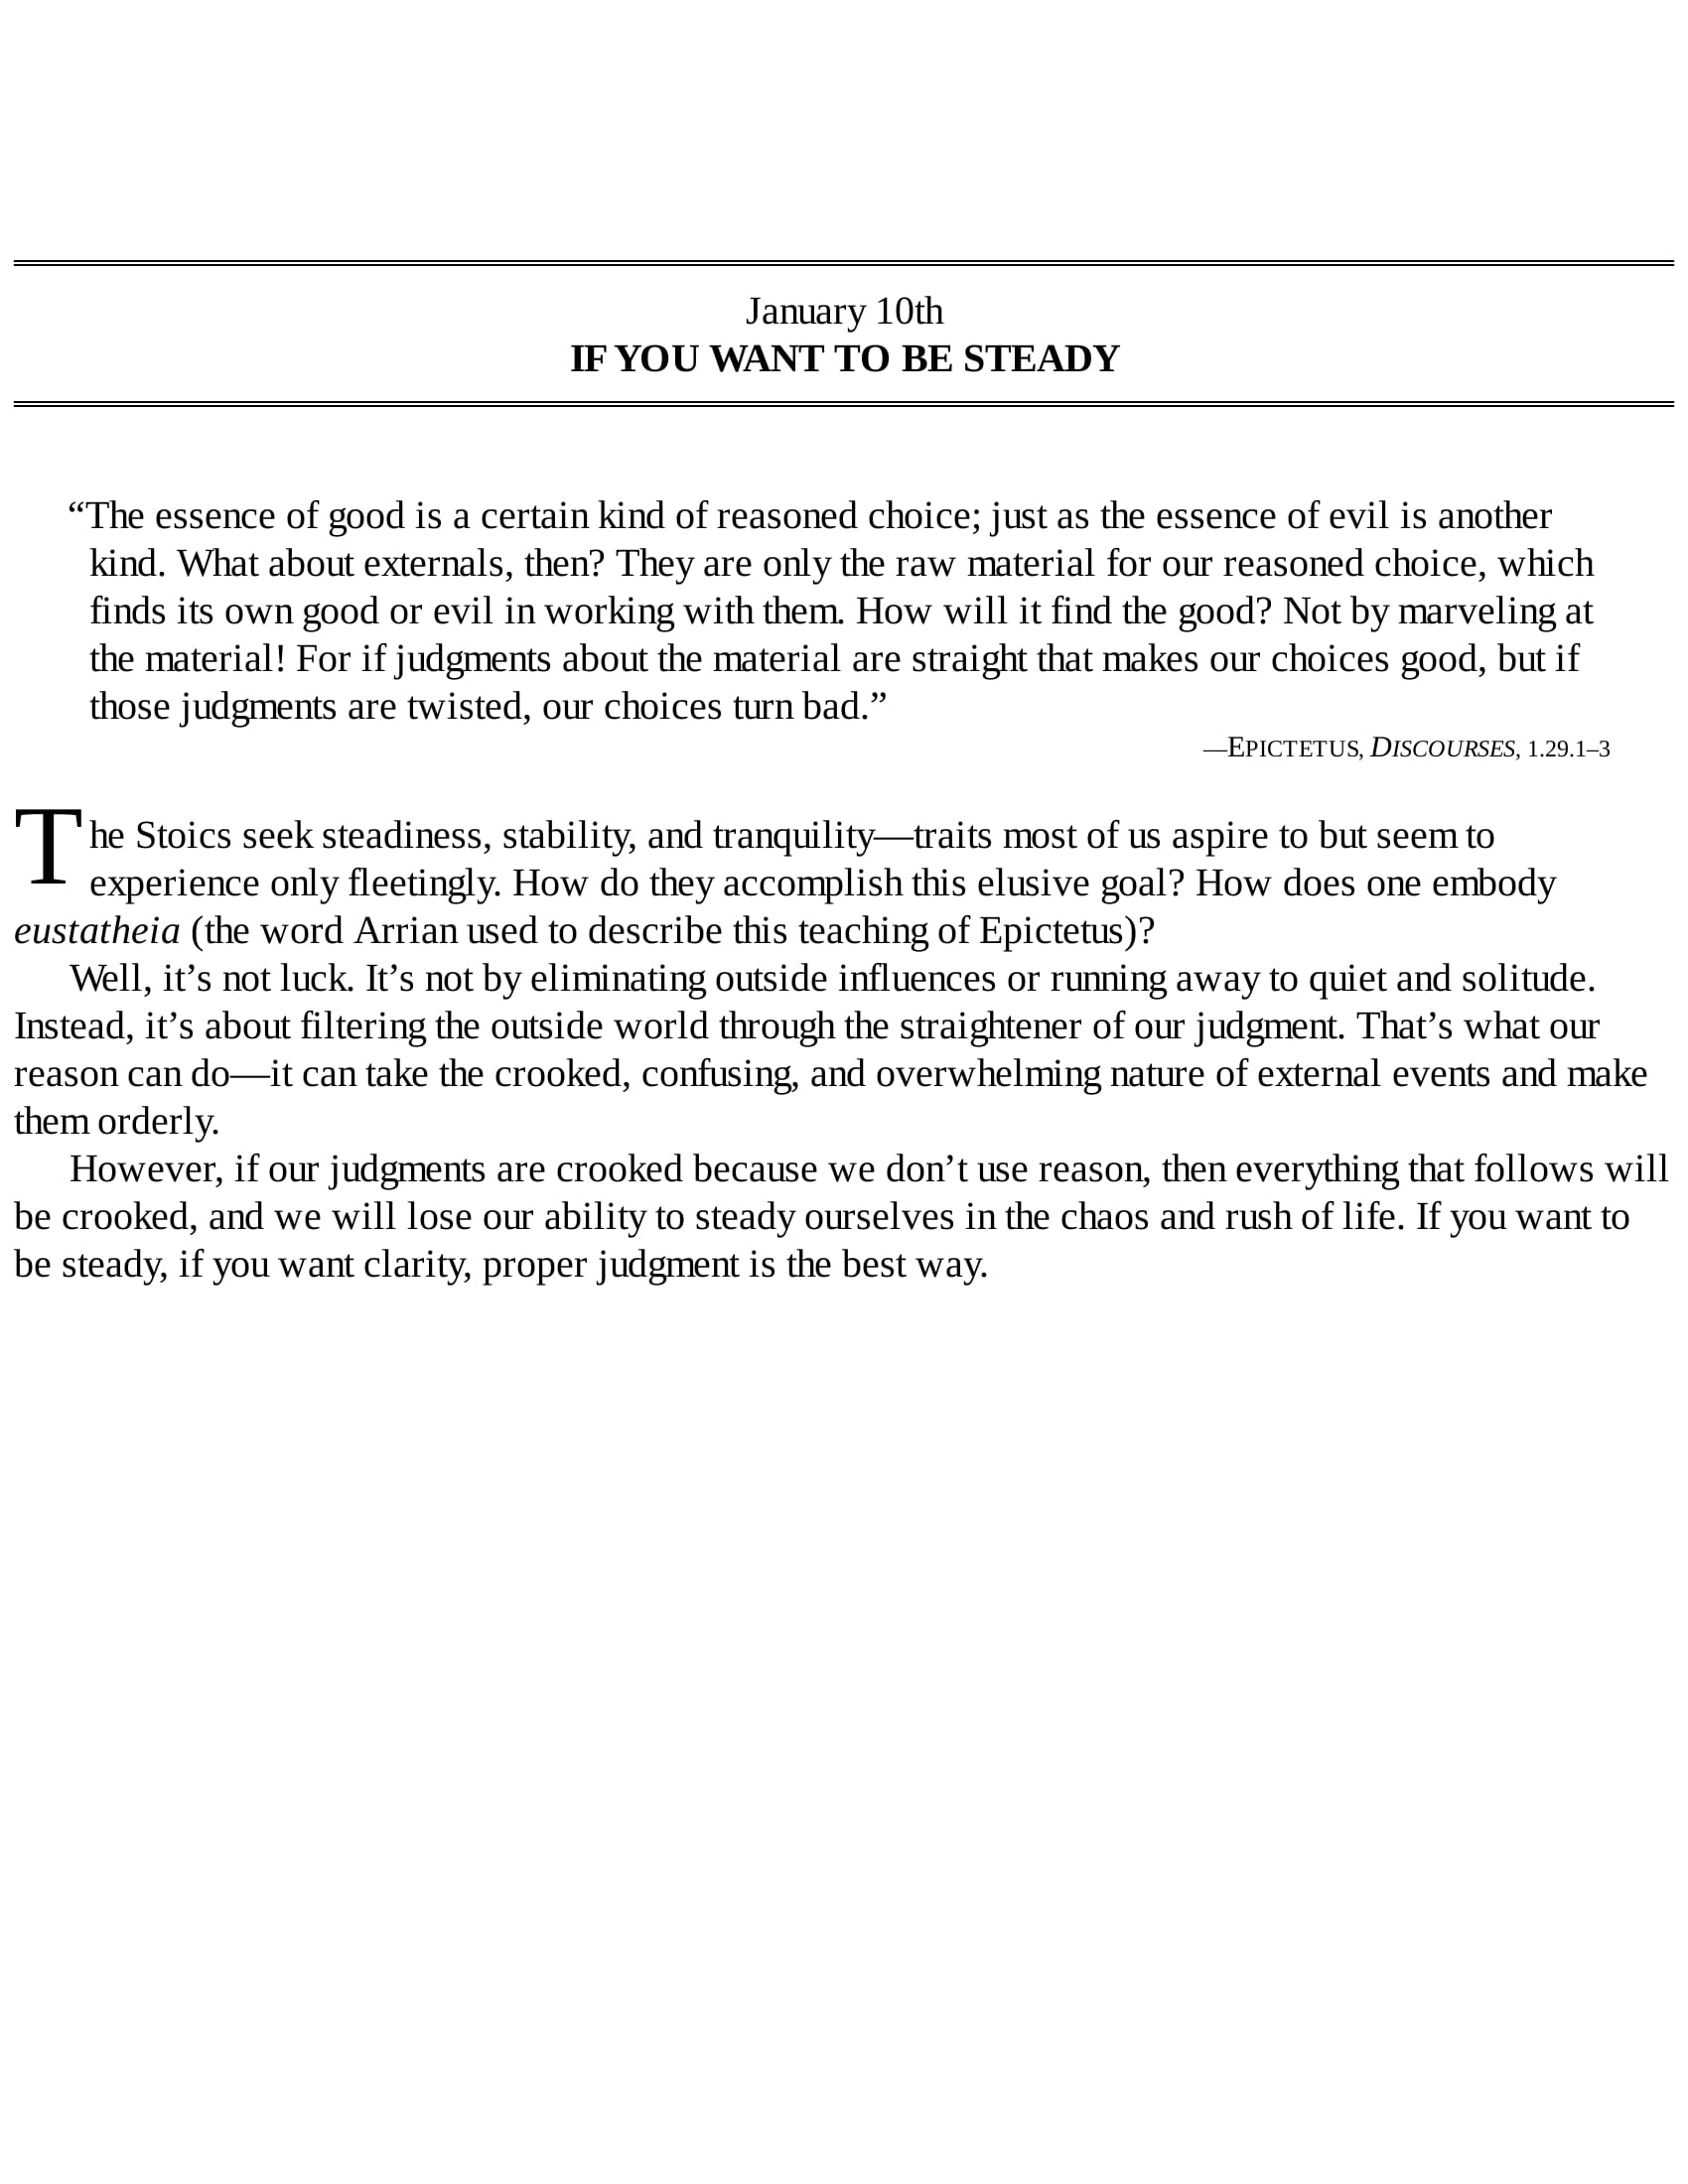 January 10th
IF YOU WANT TO BE STEADY
“The essence of good is a certain kind of reasoned choice; just as the essence of evil is another
kind. What about externals, then? They are only the raw material for our reasoned choice, which
finds its own good or evil in working with them. How will it find the good? Not by marveling at
the material! For if judgments about the material are straight that makes our choices good, but if
those judgments are twisted, our choices turn bad.”
—EPICTETUS, DISCOURSES, 1.29.1–3
The Stoics seek steadiness, stability, and tranquility—traits most of us aspire to but seem to
experience only fleetingly. How do they accomplish this elusive goal? How does one embody
eustatheia (the word Arrian used to describe this teaching of Epictetus)?
Well, it’s not luck. It’s not by eliminating outside influences or running away to quiet and solitude.
Instead, it’s about filtering the outside world through the straightener of our judgment. That’s what our
reason can do—it can take the crooked, confusing, and overwhelming nature of external events and make
them orderly.
However, if our judgments are crooked because we don’t use reason, then everything that follows will
be crooked, and we will lose our ability to steady ourselves in the chaos and rush of life. If you want to
be steady, if you want clarity, proper judgment is the best way.